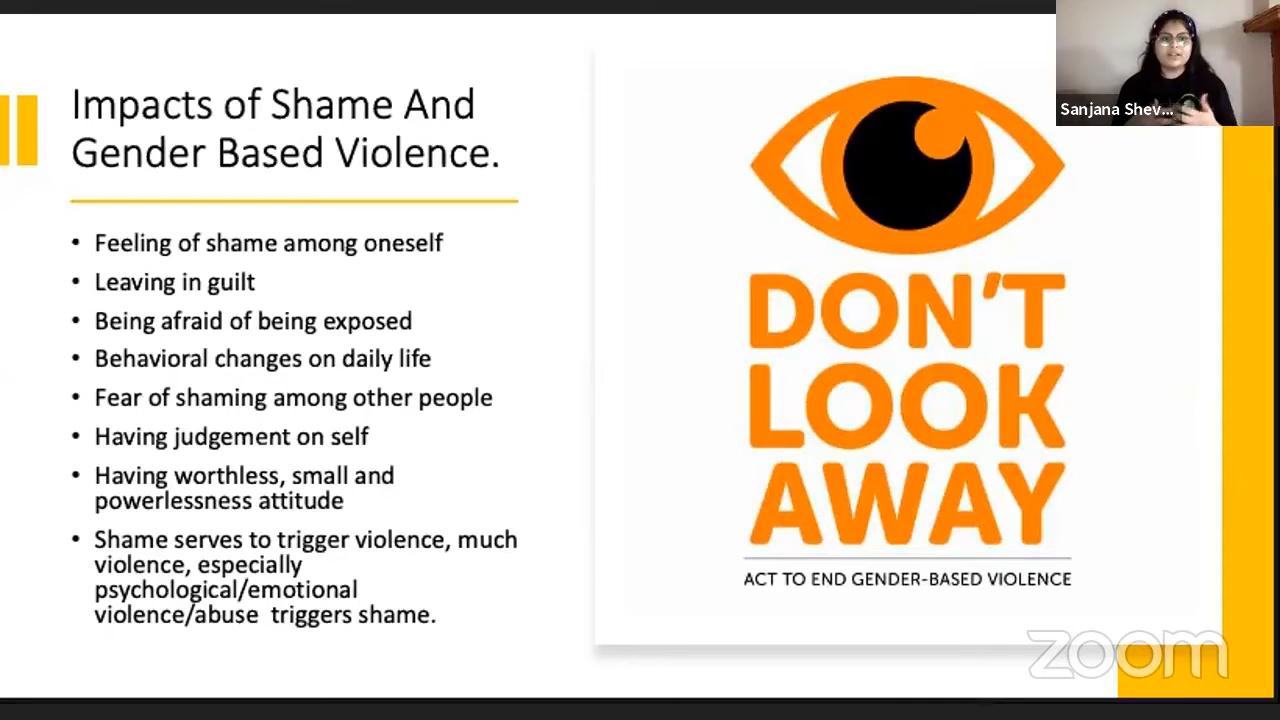 Impacts of Shame And
Gender Based Violence.
• Feeling of shame among oneself
• Leaving in guilt
• Being afraid of being exposed
• Behavioral changes on daily life
• Fear of shaming among other people
• Having judgement on self
• Having worthless, small and
powerlessness attitude
• Shame serves to trigger violence, much
violence, especially
psychological/emotional
violence/abuse  triggers shame.
DON'T
LOOK
AWAY
ACT TO END GENDER-BASED VIOLENCE
Sanjana Shev...
zoom